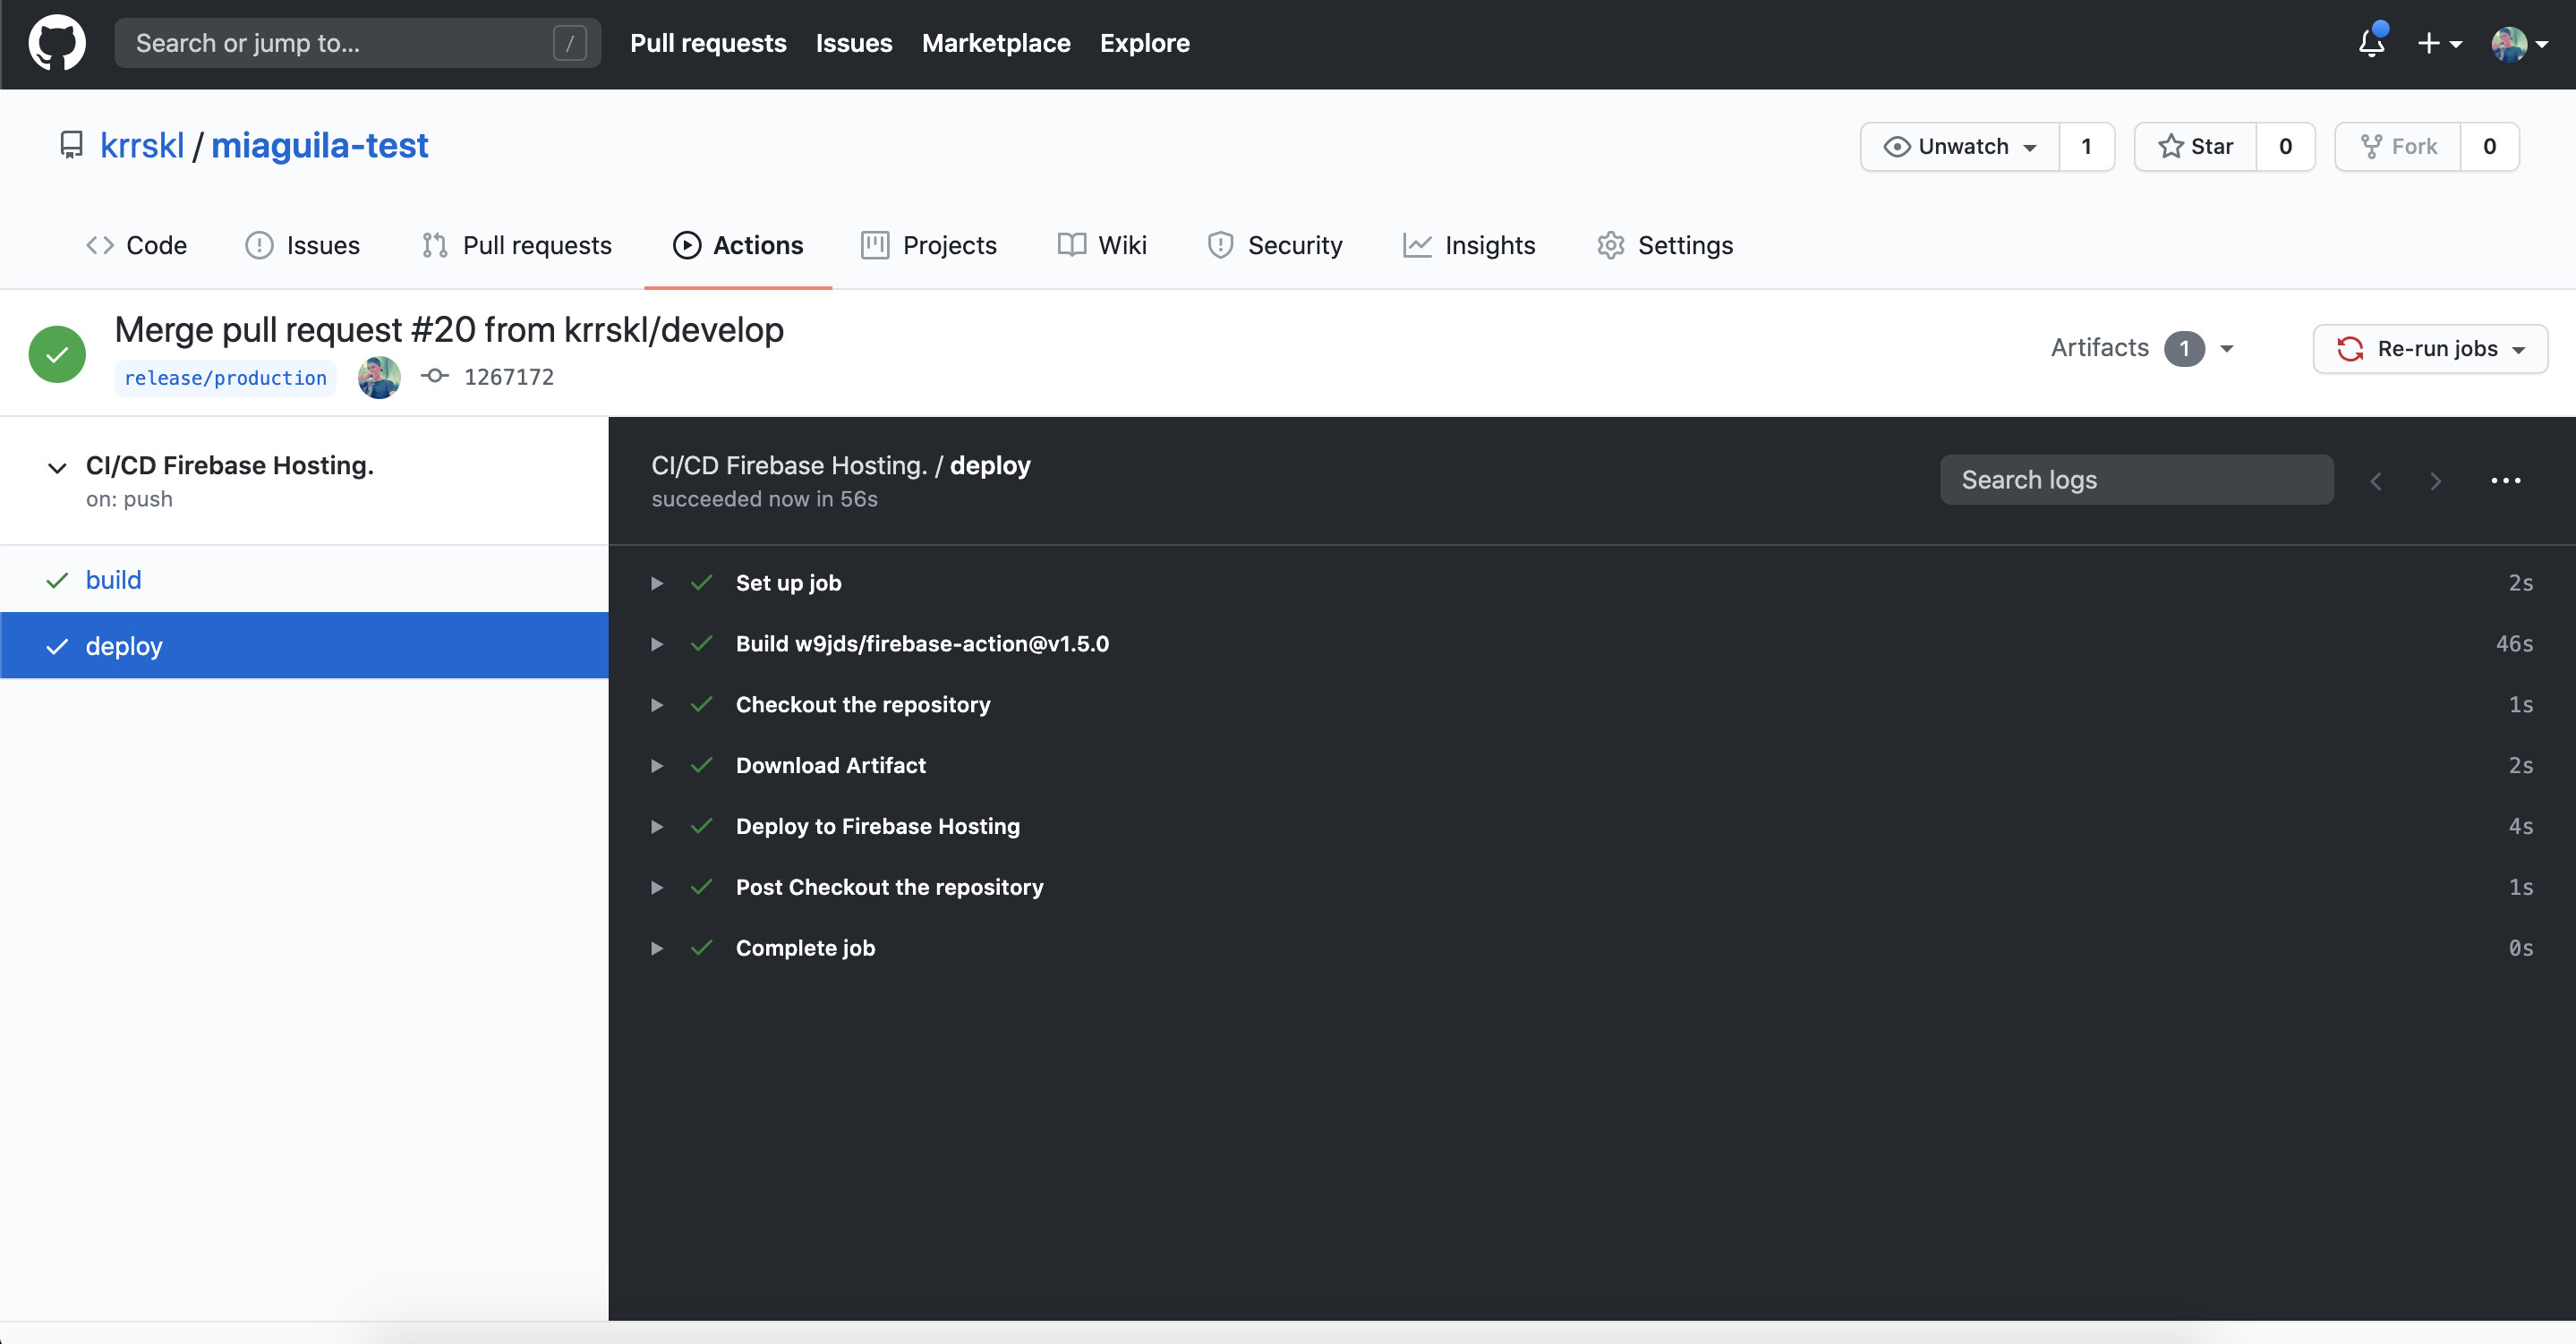 Search or jump to... /
Pull requests Issues Marketplace Explore
krrskl / miaguila-test
Unwatch 1 Star 0 Fork 0
Code Issues Pull requests Actions Projects Wiki Security Insights Settings
Merge pull request #20 from krrskl/develop
release/production 1267172
Artifacts 1 Re-run jobs
CI/CD Firebase Hosting.
on: push
build
deploy
CI/CD Firebase Hosting. / deploy
succeeded now in 56s
Search logs
Set up job 2s
Build w9jds/firebase-action@v1.5.0 46s
Checkout the repository 1s
Download Artifact 2s
Deploy to Firebase Hosting 4s
Post Checkout the repository 1s
Complete job 0s